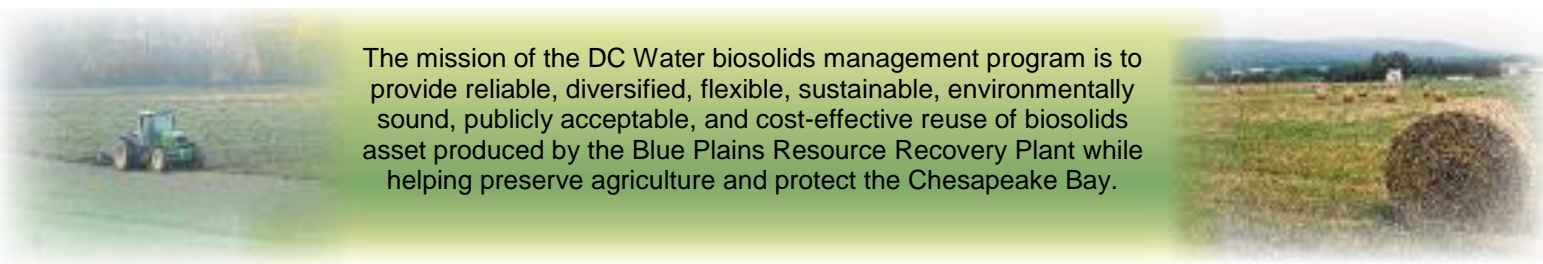 The mission of the DC Water biosolids management program is to
provide reliable, diversified, flexible, sustainable, environmentally
sound, publicly acceptable, and cost-effective reuse of biosolids
asset produced by the Blue Plains Resource Recovery Plant while
helping preserve agriculture and protect the Chesapeake Bay.